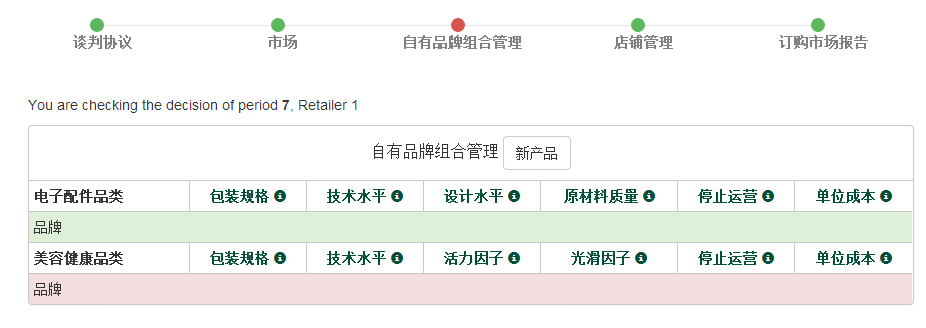 谈判协议 市场 自有品牌组合管理 店铺管理 订购市场报告
You are checking the decision of period 7, Retailer 1
自有品牌组合管理 新产品
电子配件品类 包装规格 技术水平 设计水平 原材料质量 停止运营 单位成本
品牌
美容健康品类 包装规格 技术水平 活力因子 光滑因子 停止运营 单位成本
品牌